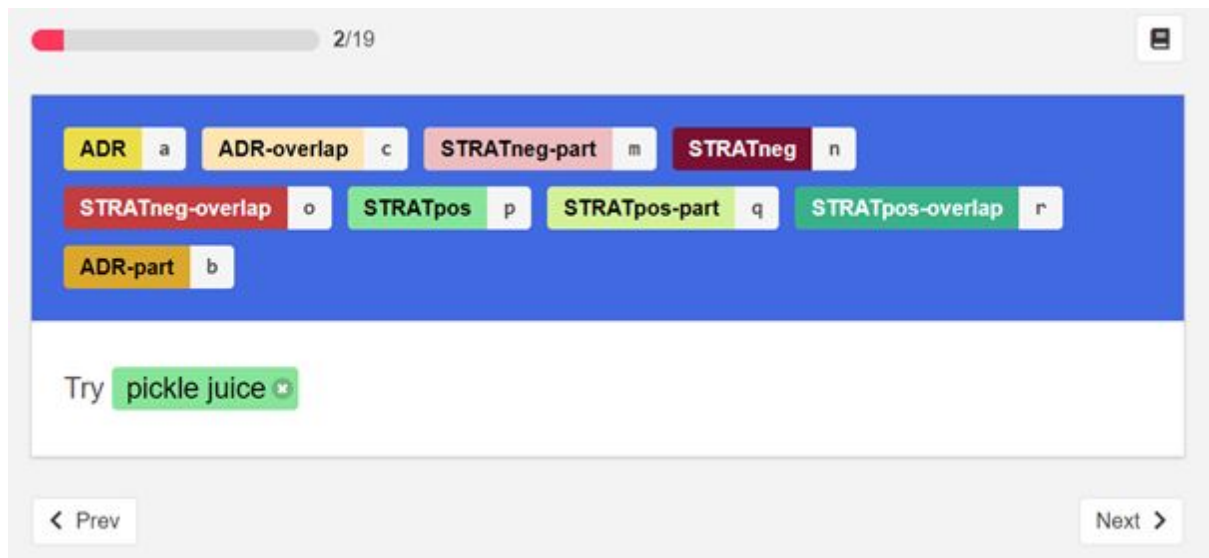 2/19
ADR a ADR-overlap c STRATneg-part m STRATneg n
STRATneg-overlap o STRATpos p STRATpos-part q STRATpos-overlap r
ADR-part b
Try pickle juice
Prev Next